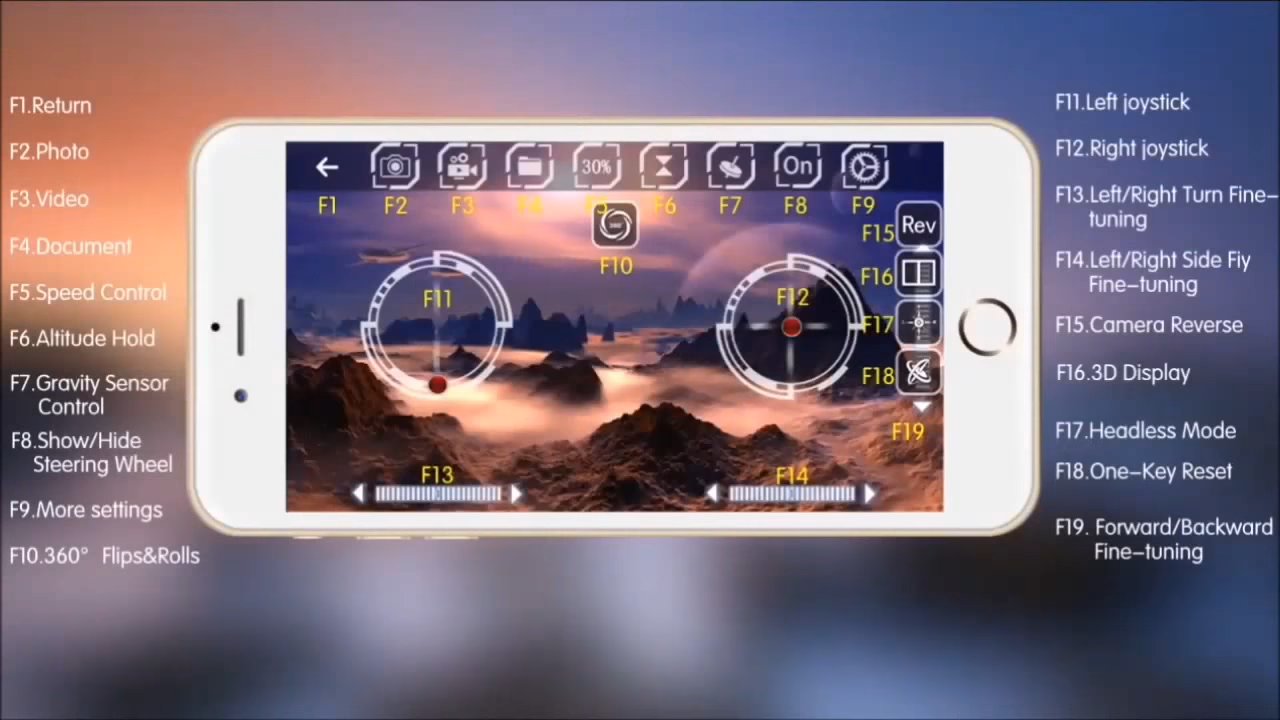 F1.Return
F2.Photo
F3.Video
F4.Document
F5.Speed Control
F6.Altitude Hold
F7.Gravity Sensor
Control
F8.Show/Hide
Steering Wheel
F9.More settings
F10.360° Flips&Rolls
30%
On
F1 F2 F3 F4 F5 F6 F7 F8 F9
360°
F10
Rev
F15
F16
F17
F18
F19
F11
F12
F13
F14
F11.Left joystick
F12.Right joystick
F13.Left/Right Turn Fine-
tuning
F14.Left/Right Side Fly
Fine-tuning
F15.Camera Reverse
F16.3D Display
F17.Headless Mode
F18.One-Key Reset
F19. Forward/Backward
Fine-tuning